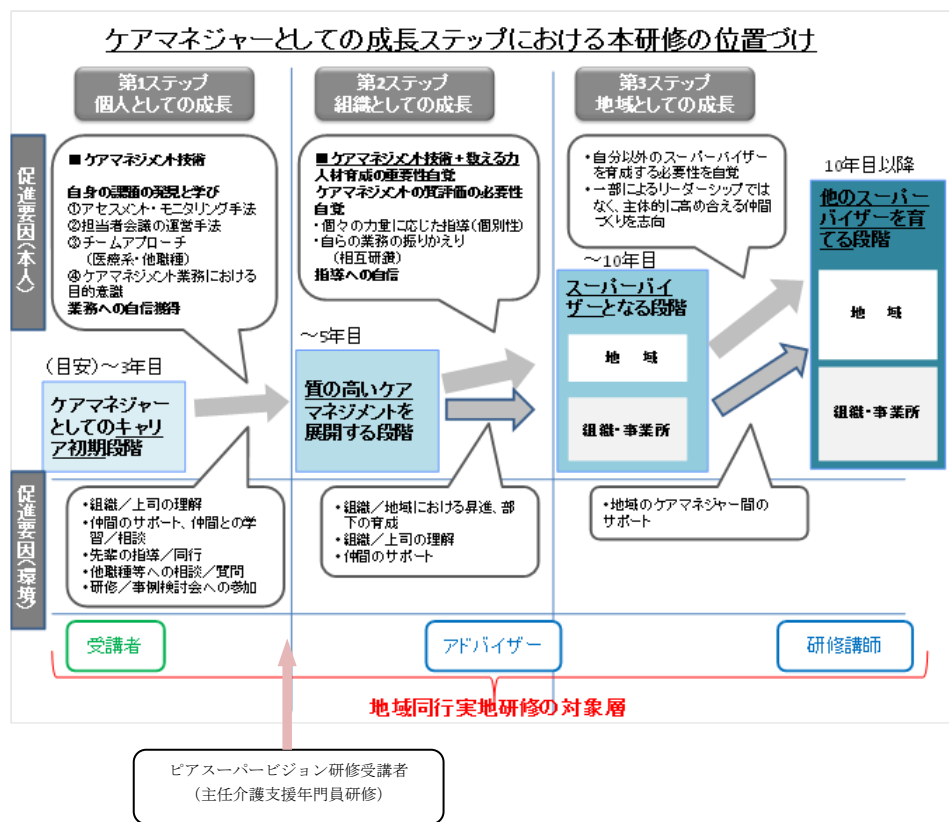 ケアマネジャーとしての成長ステップにおける本研修の位置づけ
第1ステップ
個人としての成長
第2ステップ
組織としての成長
第3ステップ
地域としての成長
促進要因(本人)
■ケアマネジメント技術
自身の課題の発見と学び
①アセスメント・モニタリング手法
②担当者会議の運営手法
③チームアプローチ
(医療系・他職種)
④ケアマネジメント業務における
目的意識
業務への自信獲得
■ケアマネジメント技術+教える力
人材育成の重要性自覚
ケアマネジメントの質評価の必要性
自覚
・個々の力量に応じた指導(個別性)
・自らの業務の振りかえり
(相互研鑽)
指導への自信
・自分以外のスーパーバイザー
を育成する必要性を自覚
・一部によるリーダーシップではなく、主体的に高め合える仲間
づくりを志向
(目安)~3年目
ケアマネジャー
としてのキャリ
ア初期段階
~5年目
質の高いケア
マネジメントを
展開する段階
~10年目
スーパーバイ
ザーとなる段階
地 域
組織・事業所
10年目以降
他のスーパー
バイザーを育
てる段階
地 域
組織・事業所
促進要因(環境)
・組織/上司の理解
・仲間のサポート、仲間との学
習/相談
・先輩の指導/同行
・他職種等への相談/質問
・研修/事例検討会への参加
・組織/地域における昇進、部
下の育成
・組織/上司の理解
・仲間のサポート
・地域のケアマネジャー間の
サポート
受講者
アドバイザー
研修講師
地域同行実地研修の対象層
ピアスーパービジョン研修受講者
(主任介護支援年門員研修)